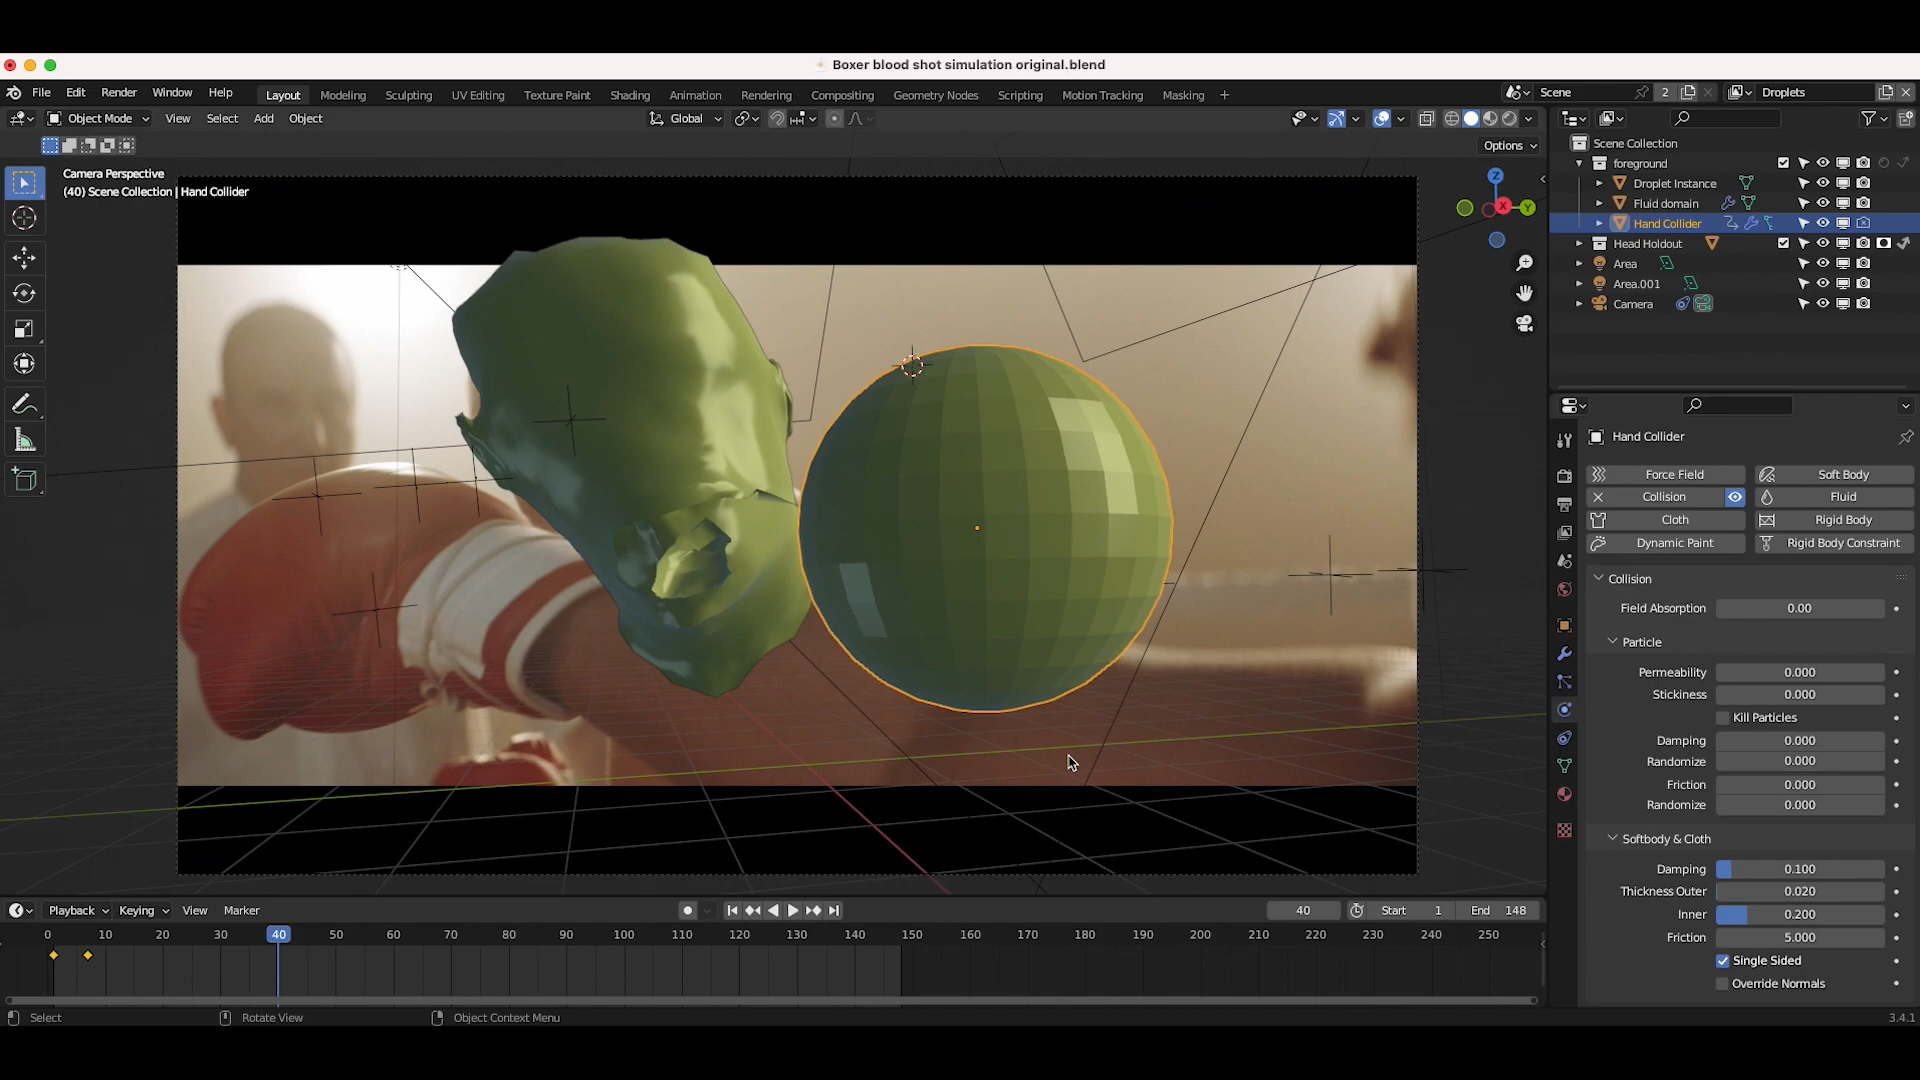 Boxer blood shot simulation original.blend
File Edit Render Window Help Layout Modeling Sculpting UV Editing Texture Paint Shading Animation Rendering Compositing Geometry Nodes Scripting Motion Tracking Masking + Scene 2 Droplets
Object Mode View Select Add Object Global
Options
Camera Perspective
(40) Scene Collection | Hand Collider
Z
X
Y
Scene Collection
foreground
Droplet Instance
Fluid domain
Hand Collider
Head Holdout
Area
Area.001
Camera
Hand Collider
Force Field Soft Body
Collision Fluid
Cloth Rigid Body
Dynamic Paint Rigid Body Constraint
Collision
Field Absorption 0.00
Particle
Permeability 0.000
Stickiness 0.000
Kill Particles
Damping 0.000
Randomize 0.000
Friction 0.000
Randomize 0.000
Softbody & Cloth
Damping 0.100
Thickness Outer 0.020
Inner 0.200
Friction 5.000
Single Sided
Override Normals
Playback Keying View Marker 40 Start 1 End 148
0 10 20 30 40 50 60 70 80 90 100 110 120 130 140 150 160 170 180 190 200 210 220 230 240 250
Select Rotate View Object Context Menu 3.4.1